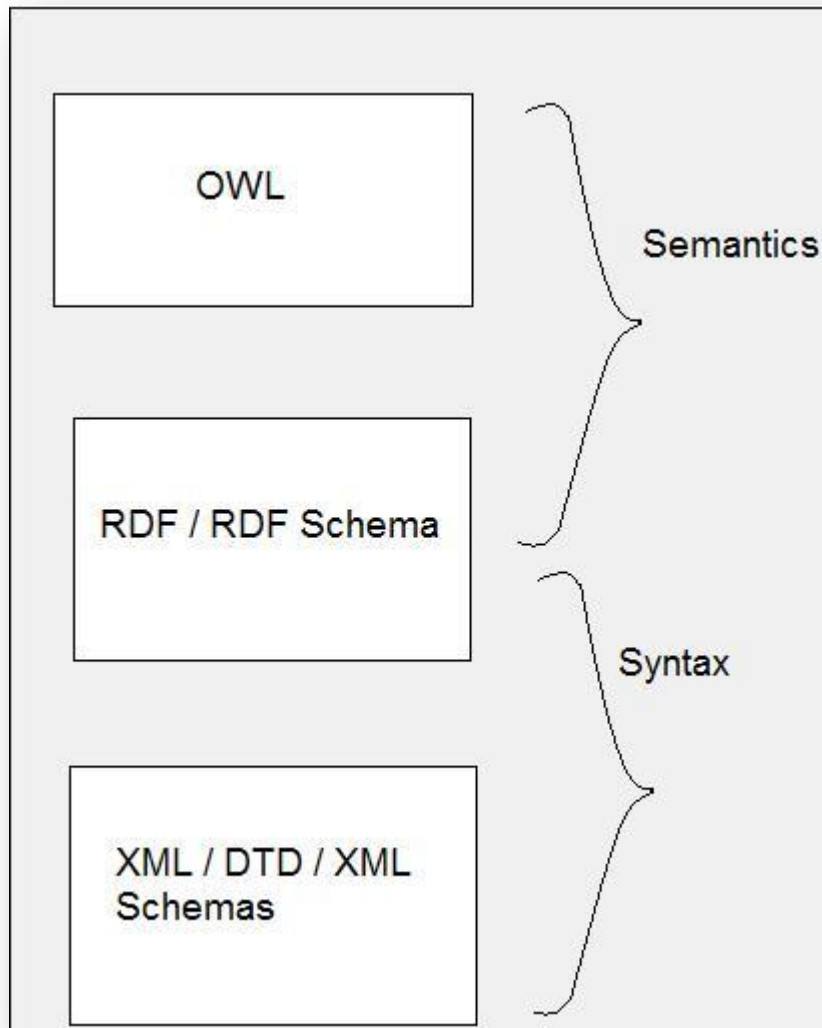 OWL
Semantics
RDF / RDF Schema
Syntax
XML / DTD / XML
Schemas